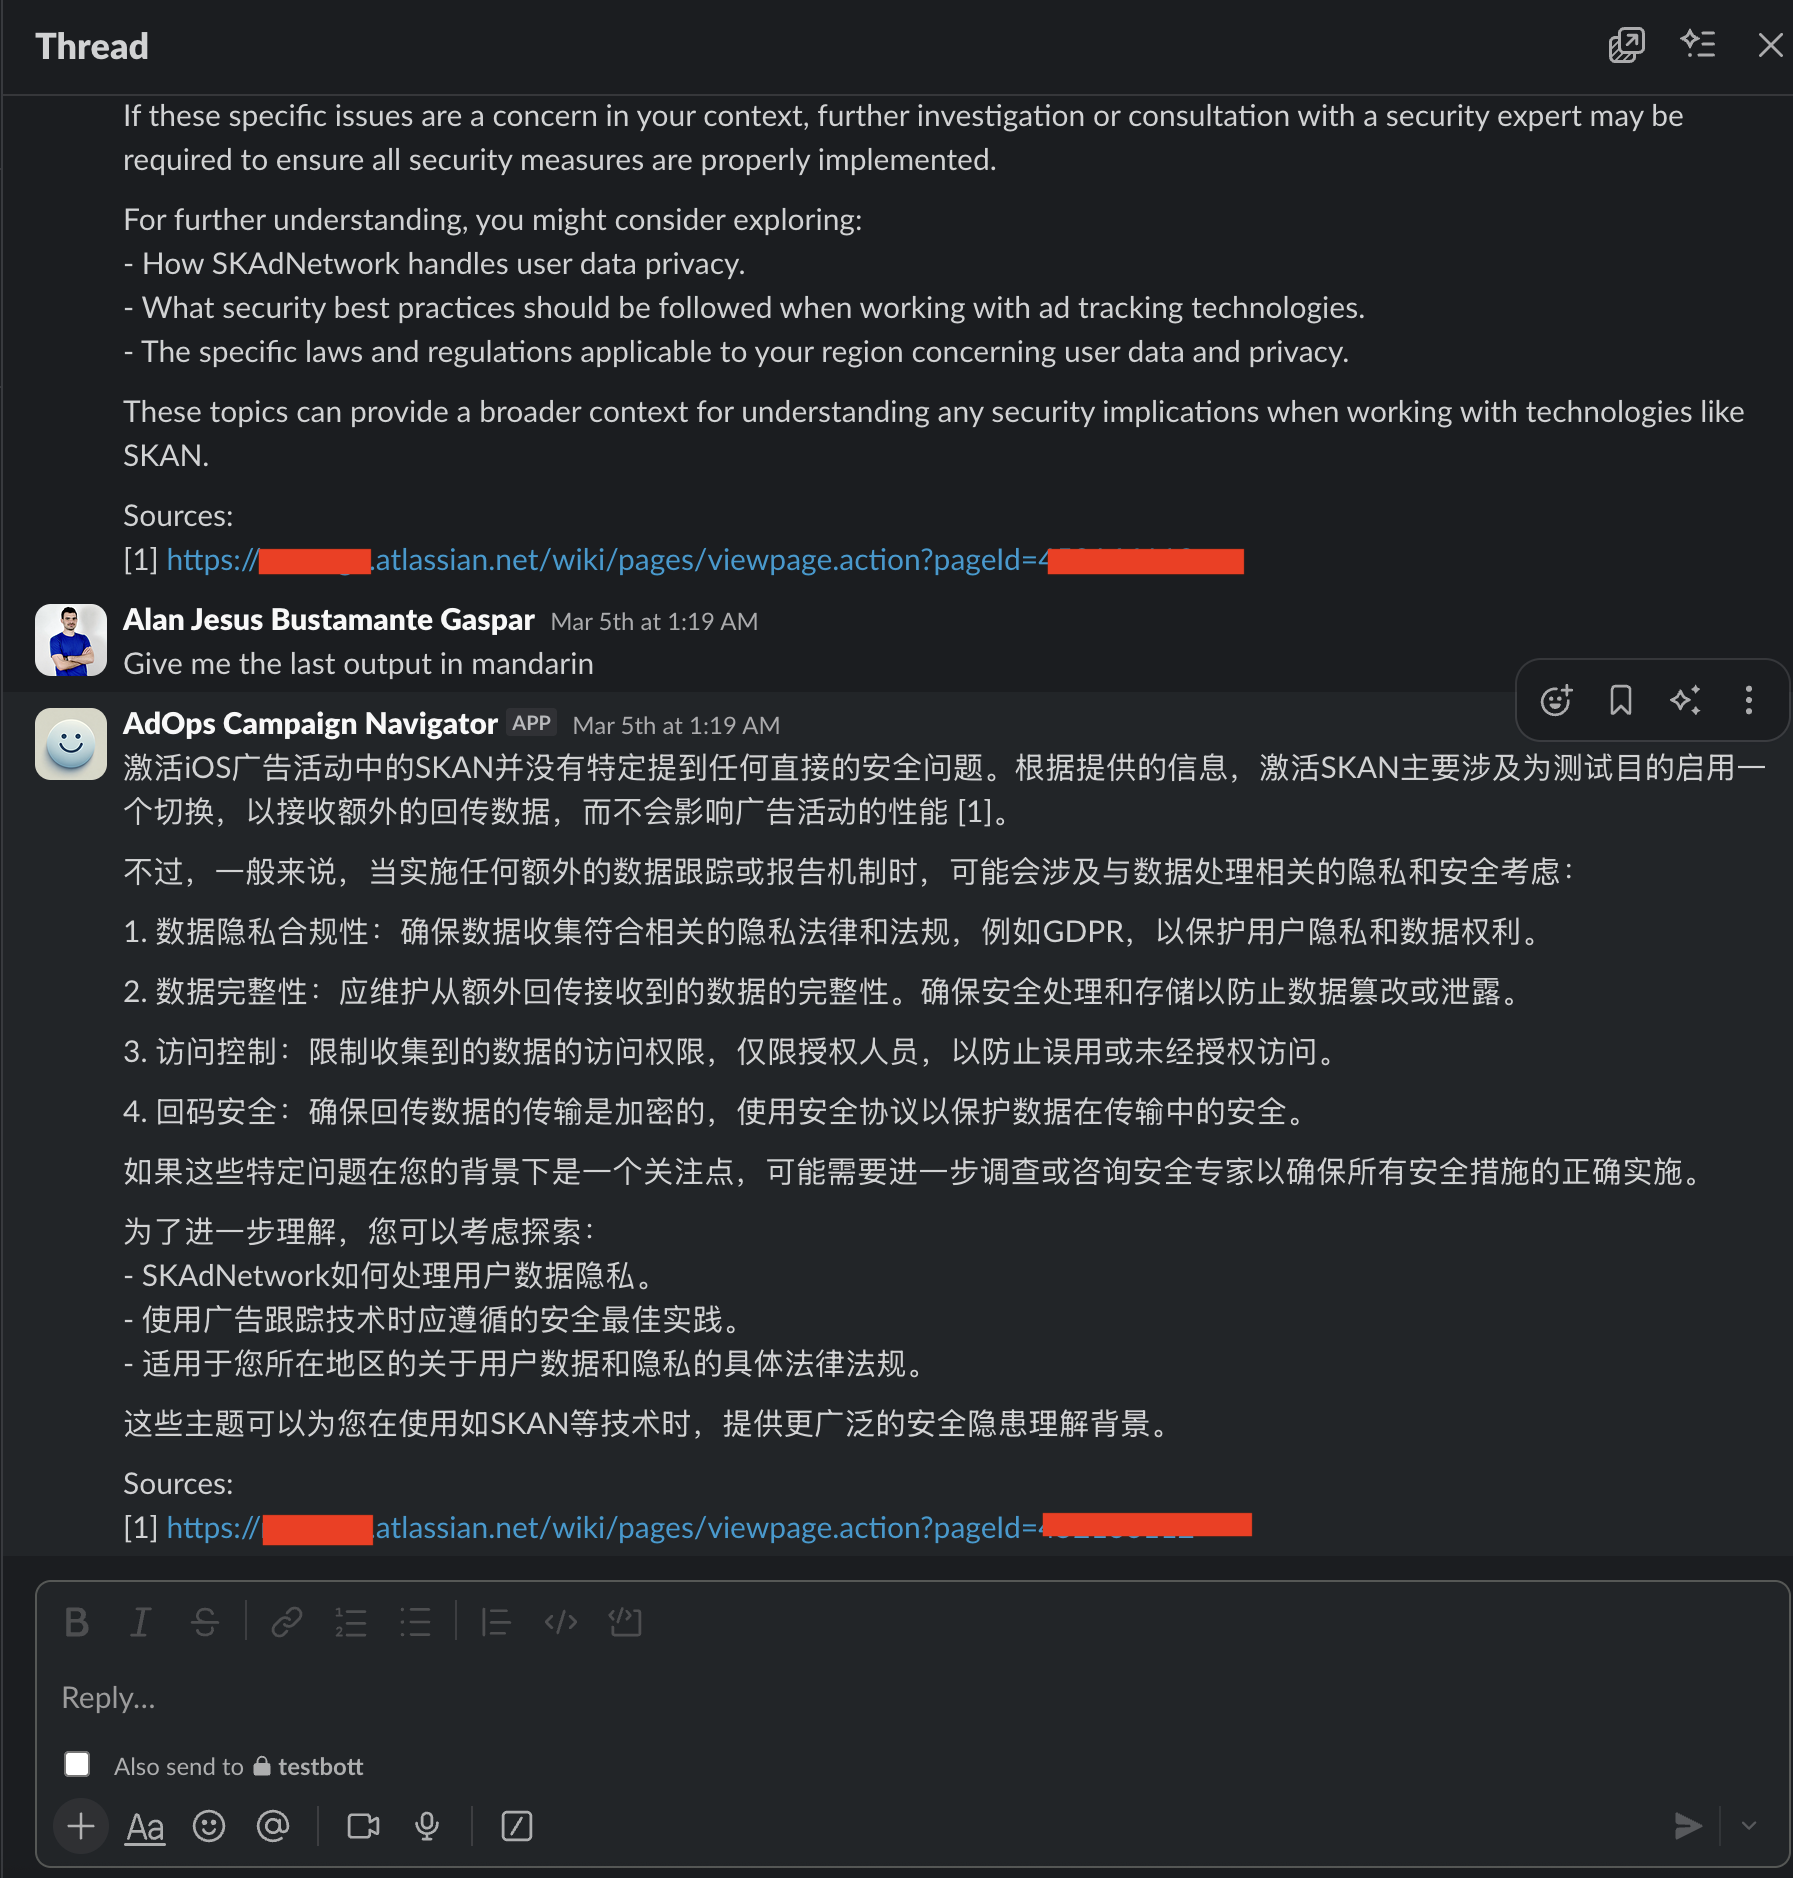 Thread
If these specific issues are a concern in your context, further investigation or consultation with a security expert may be
required to ensure all security measures are properly implemented.
For further understanding, you might consider exploring:
- How SKAdNetwork handles user data privacy.
- What security best practices should be followed when working with ad tracking technologies.
- The specific laws and regulations applicable to your region concerning user data and privacy.
These topics can provide a broader context for understanding any security implications when working with technologies like
SKAN.
Sources:
[1] https:// .atlassian.net/wiki/pages/viewpage.action?pageId=
Alan Jesus Bustamante Gaspar Mar 5th at 1:19 AM
Give me the last output in mandarin
AdOps Campaign Navigator APP Mar 5th at 1:19 AM
激活iOS广告活动中的SKAN并没有特定提到任何直接的安全问题。根据提供的信息，激活SKAN主要涉及为测试目的启用一
个切换，以接收额外的回传数据，而不会影响广告活动的性能 [1]。
不过，一般来说，当实施任何额外的数据跟踪或报告机制时，可能会涉及与数据处理相关的隐私和安全考虑：
1. 数据隐私合规性：确保数据收集符合相关的隐私法律和法规，例如GDPR，以保护用户隐私和数据权利。
2. 数据完整性：应维护从额外回传接收到的数据的完整性。确保安全处理和存储以防止数据篡改或泄露。
3. 访问控制：限制收集到的数据的访问权限，仅限授权人员，以防止误用或未经授权访问。
4. 回码安全：确保回传数据的传输是加密的，使用安全协议以保护数据在传输中的安全。
如果这些特定问题在您的背景下是一个关注点，可能需要进一步调查或咨询安全专家以确保所有安全措施的正确实施。
为了进一步理解，您可以考虑探索：
- SKAdNetwork如何处理用户数据隐私。
- 使用广告跟踪技术时应遵循的安全最佳实践。
- 适用于您所在地区的关于用户数据和隐私的具体法律法规。
这些主题可以为您在使用如SKAN等技术时，提供更广泛的安全隐患理解背景。
Sources:
[1] https:// .atlassian.net/wiki/pages/viewpage.action?pageId=
Reply...
Also send to testbott
Aa